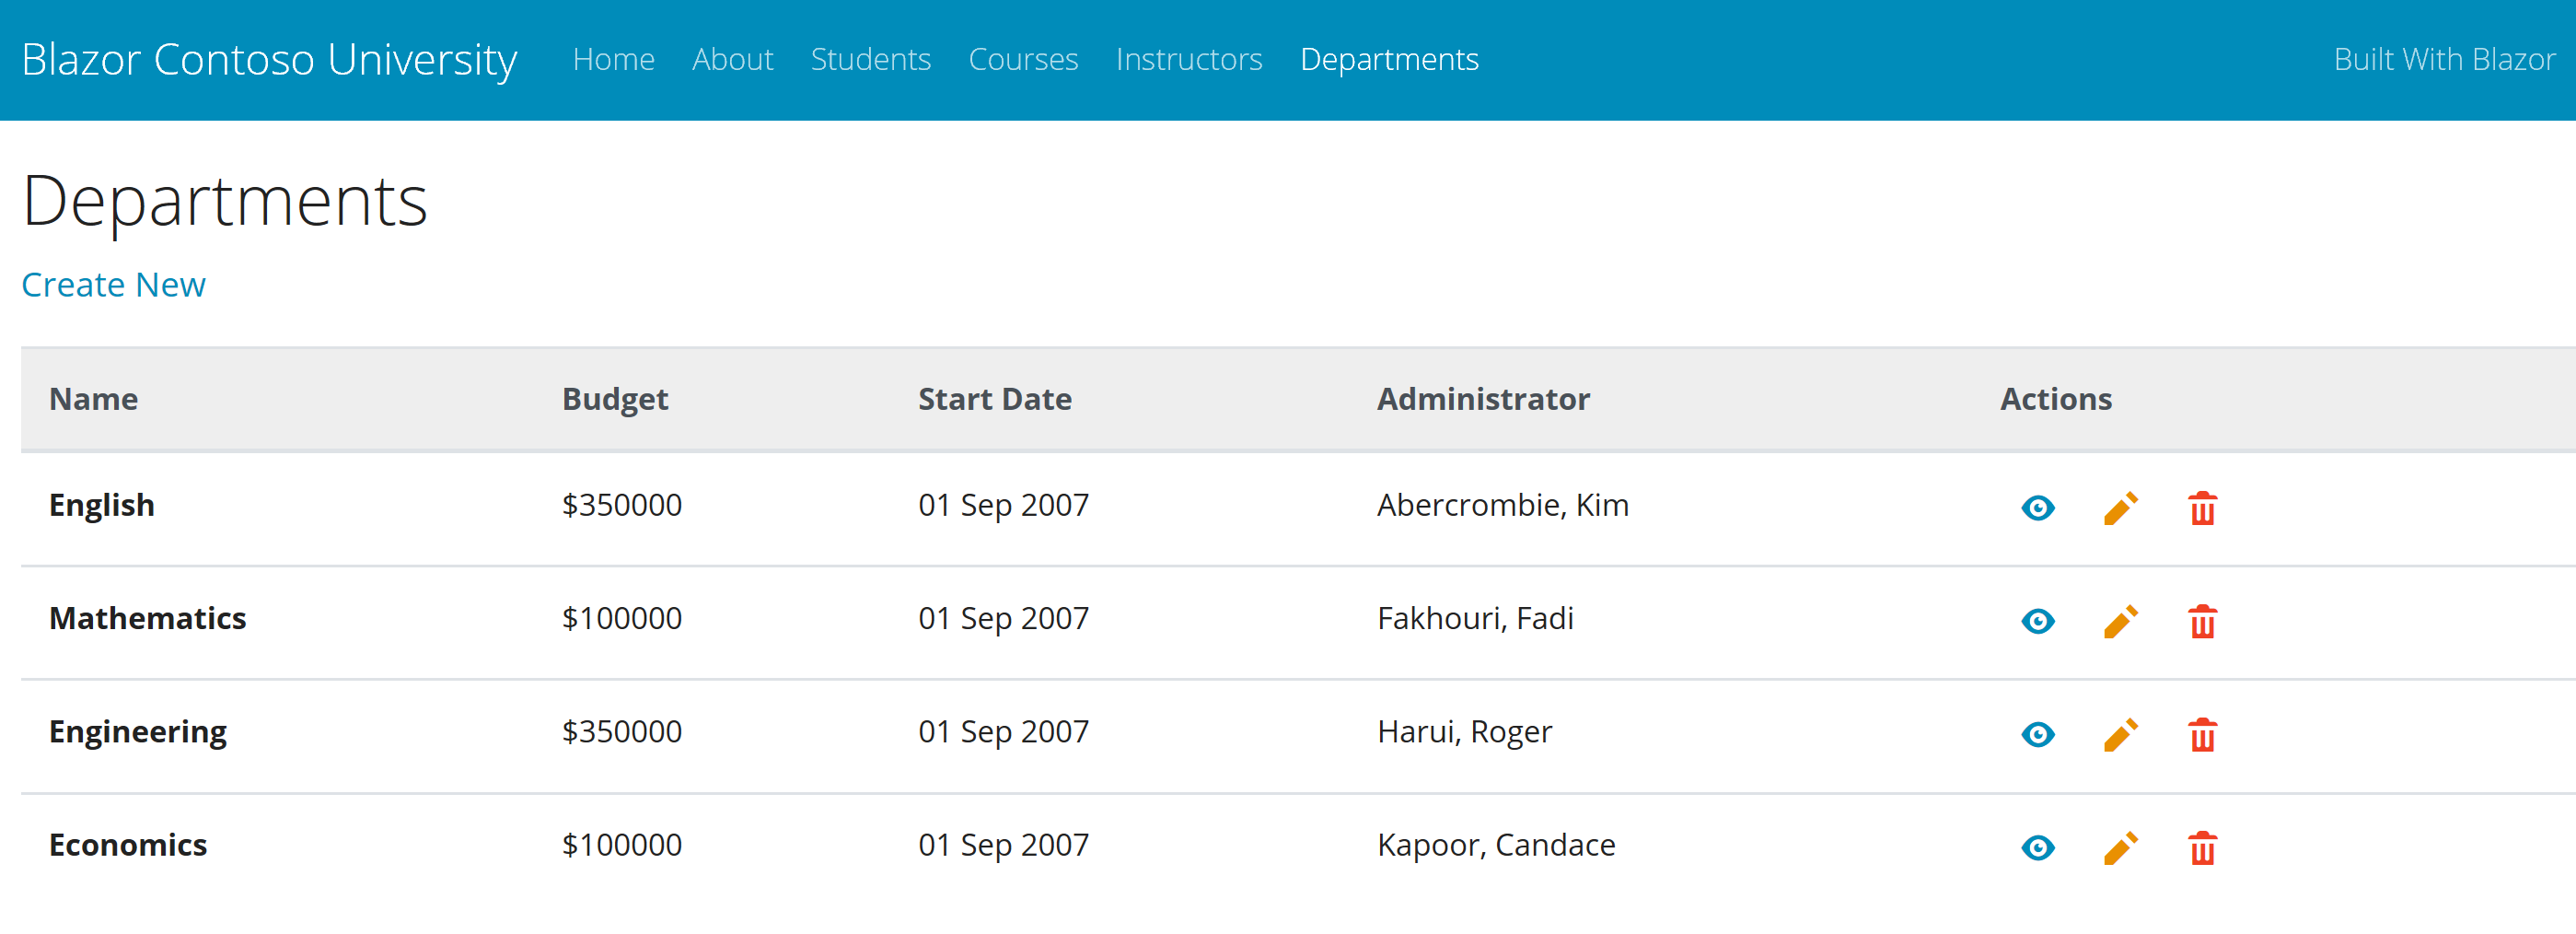 Blazor Contoso University Home About Students Courses Instructors Departments Built With Blazor
Departments
Create New
Name Budget Start Date Administrator Actions
English $350000 01 Sep 2007 Abercrombie, Kim
Mathematics $100000 01 Sep 2007 Fakhouri, Fadi
Engineering $350000 01 Sep 2007 Harui, Roger
Economics $100000 01 Sep 2007 Kapoor, Candace